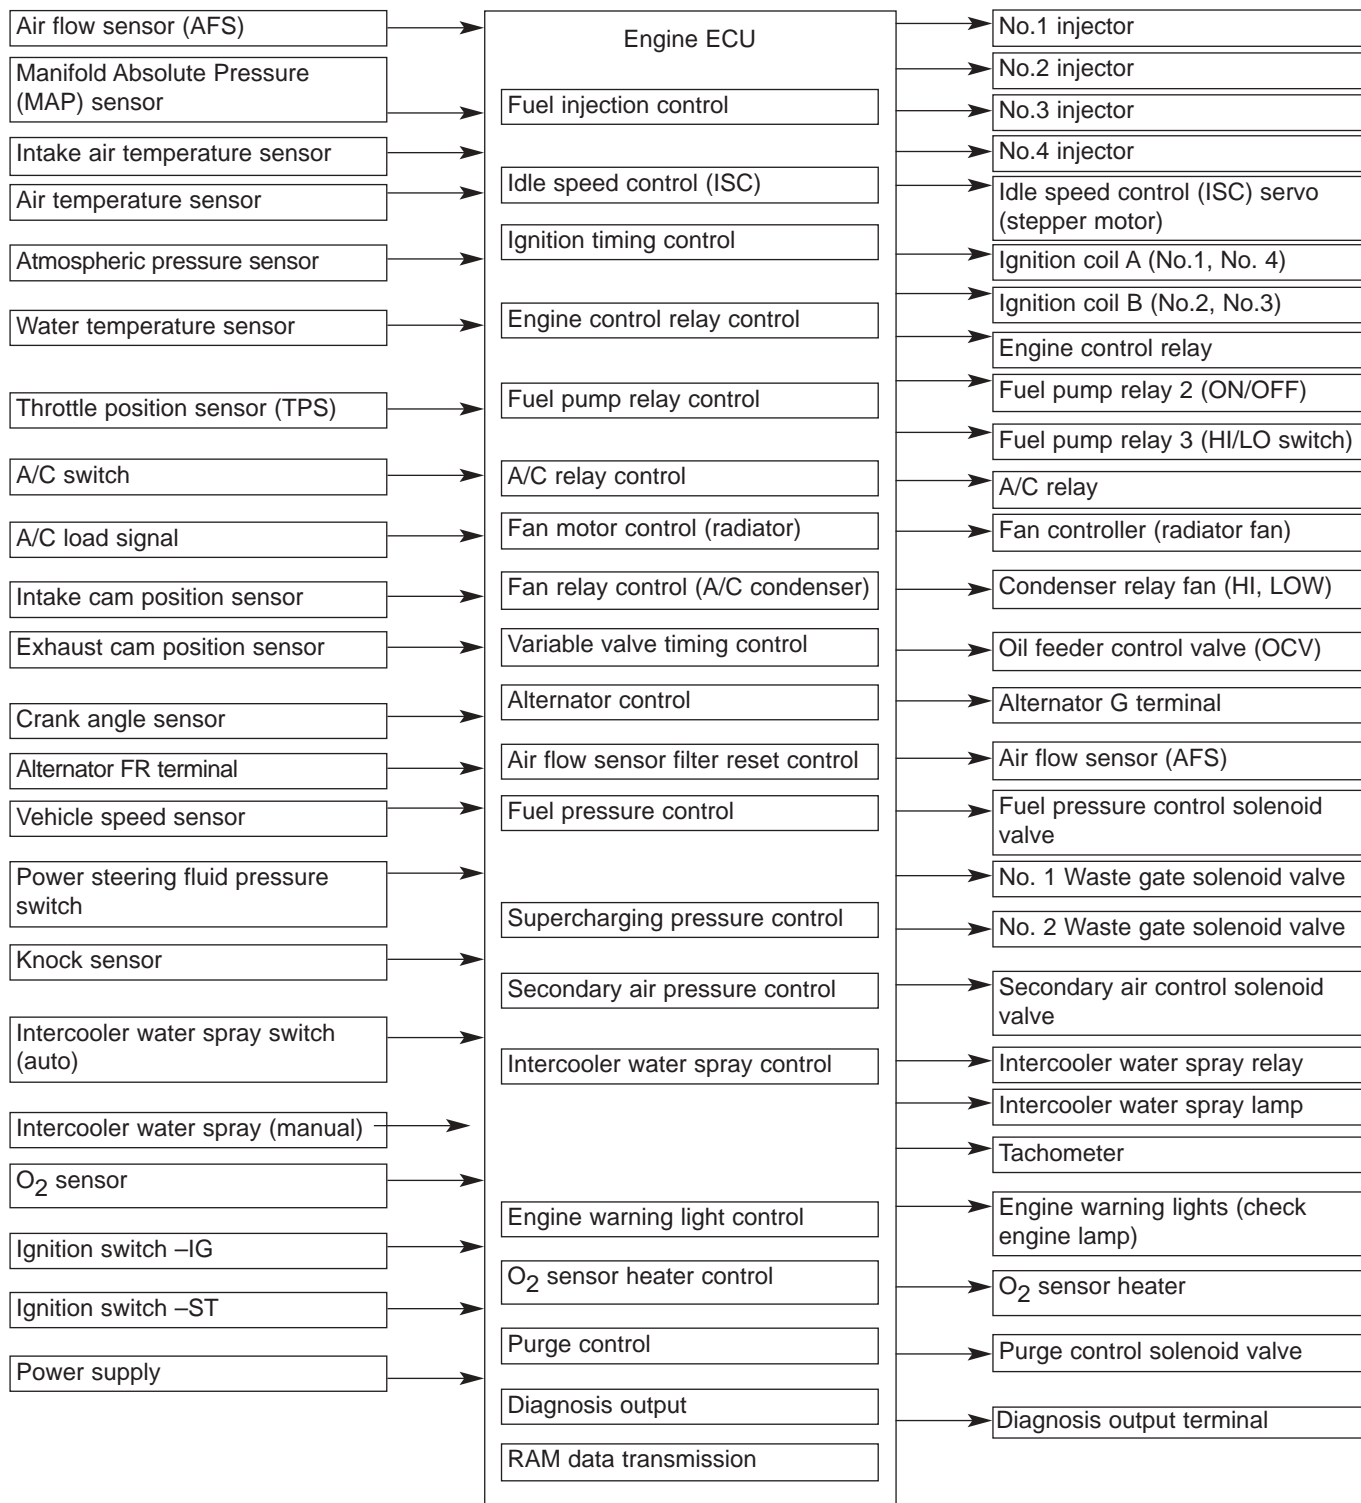 Air flow sensor (AFS)
Manifold Absolute Pressure
(MAP) sensor
Intake air temperature sensor
Air temperature sensor
Atmospheric pressure sensor
Water temperature sensor
Throttle position sensor (TPS)
A/C switch
A/C load signal
Intake cam position sensor
Exhaust cam position sensor
Crank angle sensor
Alternator FR terminal
Vehicle speed sensor
Power steering fluid pressure
switch
Knock sensor
Intercooler water spray switch
(auto)
Intercooler water spray (manual)
O2 sensor
Ignition switch –IG
Ignition switch –ST
Power supply
Engine ECU
Fuel injection control
Idle speed control (ISC)
Ignition timing control
Engine control relay control
Fuel pump relay control
A/C relay control
Fan motor control (radiator)
Fan relay control (A/C condenser)
Variable valve timing control
Alternator control
Air flow sensor filter reset control
Fuel pressure control
Supercharging pressure control
Secondary air pressure control
Intercooler water spray control
Engine warning light control
O2 sensor heater control
Purge control
Diagnosis output
RAM data transmission
No.1 injector
No.2 injector
No.3 injector
No.4 injector
Idle speed control (ISC) servo
(stepper motor)
Ignition coil A (No.1, No. 4)
Ignition coil B (No.2, No.3)
Engine control relay
Fuel pump relay 2 (ON/OFF)
Fuel pump relay 3 (HI/LO switch)
A/C relay
Fan controller (radiator fan)
Condenser relay fan (HI, LOW)
Oil feeder control valve (OCV)
Alternator G terminal
Air flow sensor (AFS)
Fuel pressure control solenoid
valve
No. 1 Waste gate solenoid valve
No. 2 Waste gate solenoid valve
Secondary air control solenoid
valve
Intercooler water spray relay
Intercooler water spray lamp
Tachometer
Engine warning lights (check
engine lamp)
O2 sensor heater
Purge control solenoid valve
Diagnosis output terminal